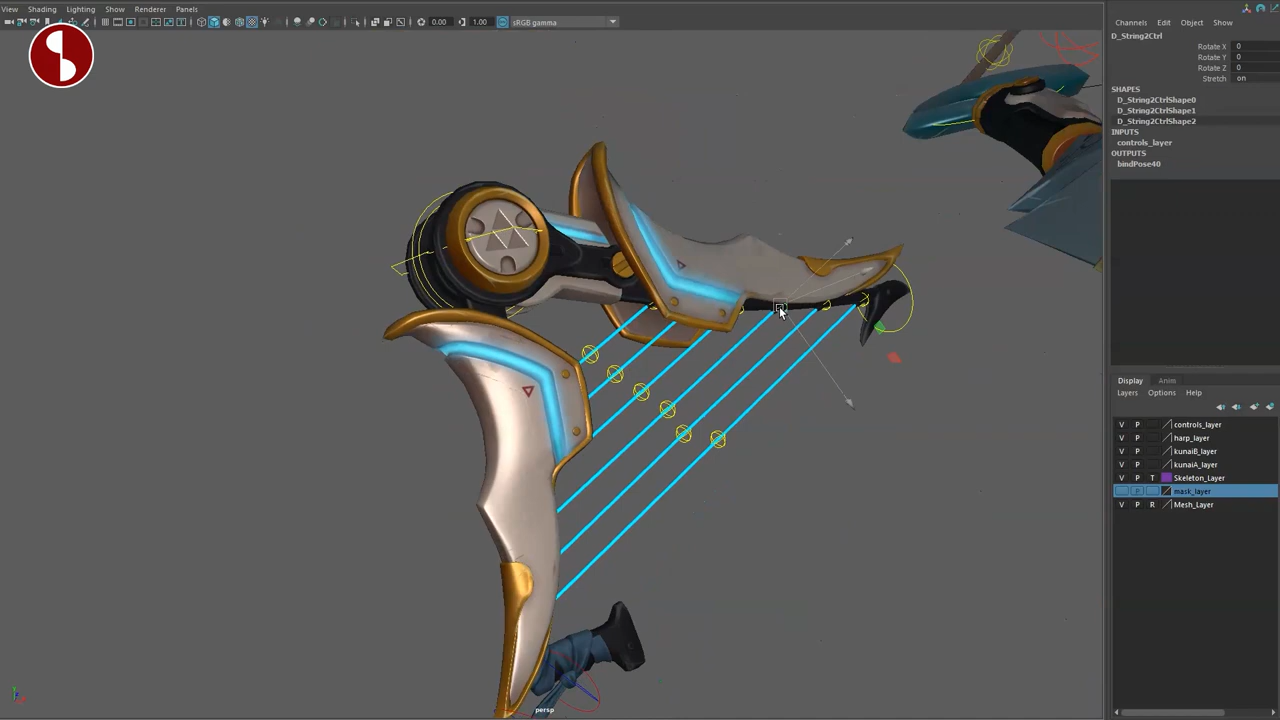 View Shading Lighting Show Renderer Panels
0.00 1.00 sRGB gamma
Channels Edit Object Show
D_String2Ctrl
Rotate X 0
Rotate Y 0
Rotate Z 0
Stretch on
SHAPES
D_String2CtrlShape0
D_String2CtrlShape1
D_String2CtrlShape2
INPUTS
controls_layer
OUTPUTS
bindPose40
Display Anim
Layers Options Help
V P controls_layer
V P harp_layer
V P kunaiB_layer
V P kunaiA_layer
V P T Skeleton_Layer
mask_layer
V P R Mesh_Layer
persp